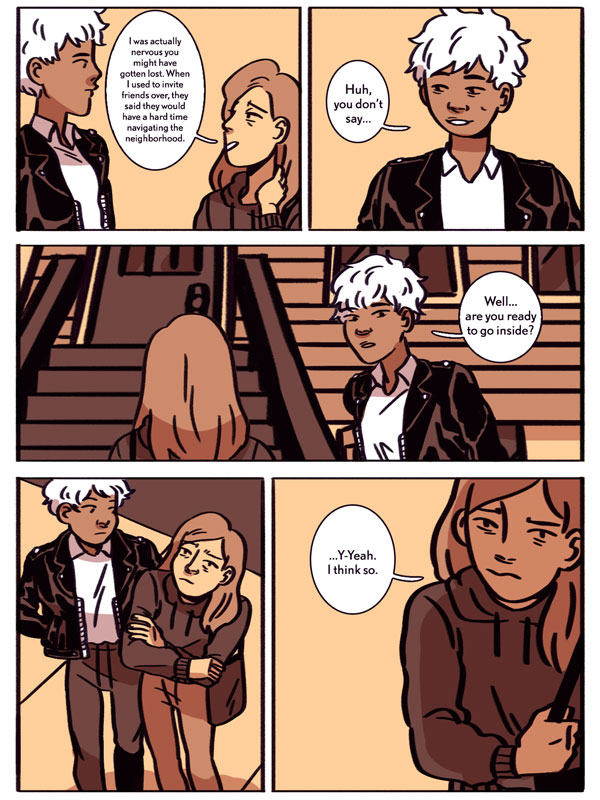 I was actually
nervous you
might have
gotten lost. When
I used to invite
friends over, they
said they would
have a hard time
navigating the
neighborhood.
Huh,
you don't
say...
8
Well...
are you ready
to go inside?
...Y-Yeah.
I think so.